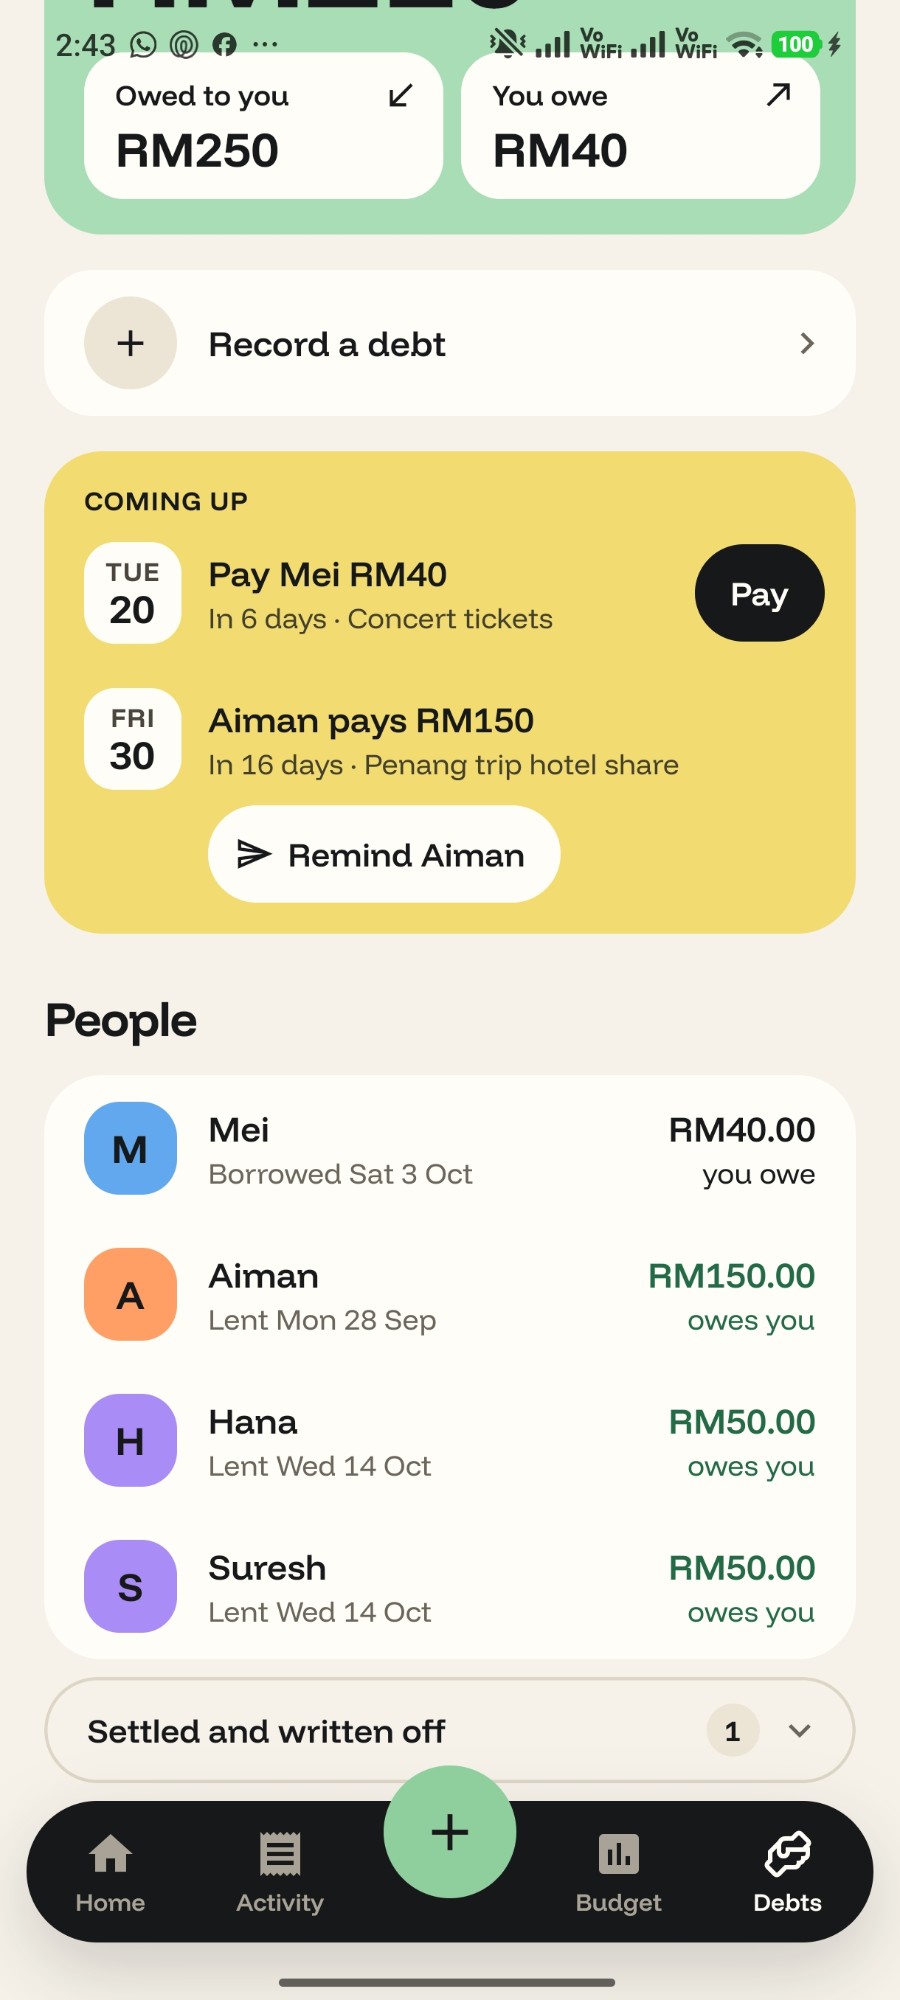 2:43
Vo WiFi
Vo WiFi
100
Owed to you
RM250
You owe
RM40
Record a debt
COMING UP
TUE
20
Pay Mei RM40
In 6 days · Concert tickets
Pay
FRI
30
Aiman pays RM150
In 16 days · Penang trip hotel share
Remind Aiman
People
M
Mei
Borrowed Sat 3 Oct
RM40.00
you owe
A
Aiman
Lent Mon 28 Sep
RM150.00
owes you
H
Hana
Lent Wed 14 Oct
RM50.00
owes you
S
Suresh
Lent Wed 14 Oct
RM50.00
owes you
Settled and written off
1
Home
Activity
Budget
Debts